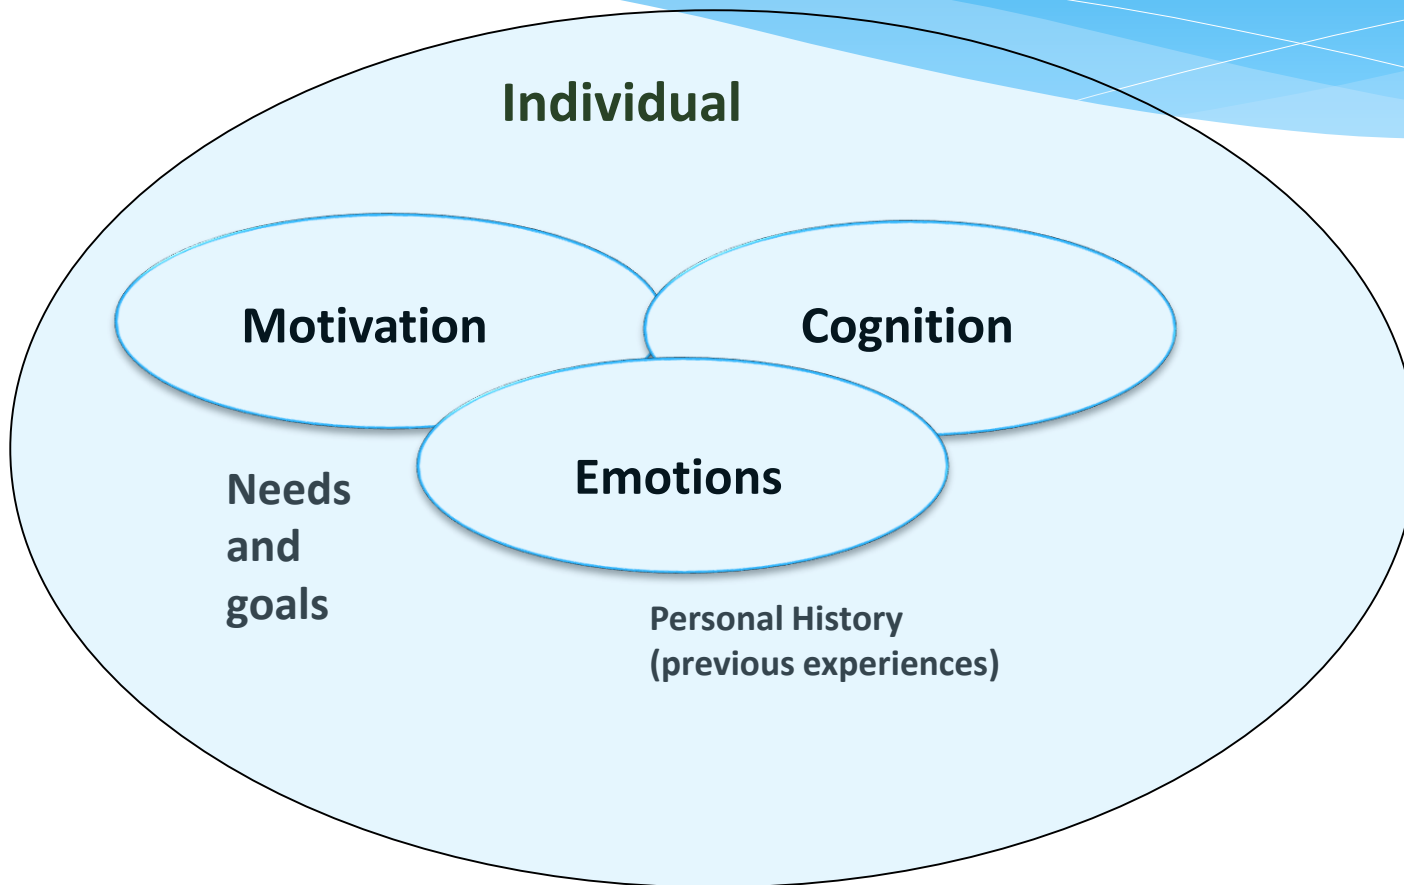 Individual
Motivation
Cognition
Emotions
Needs
and
goals
Personal History
(previous experiences)